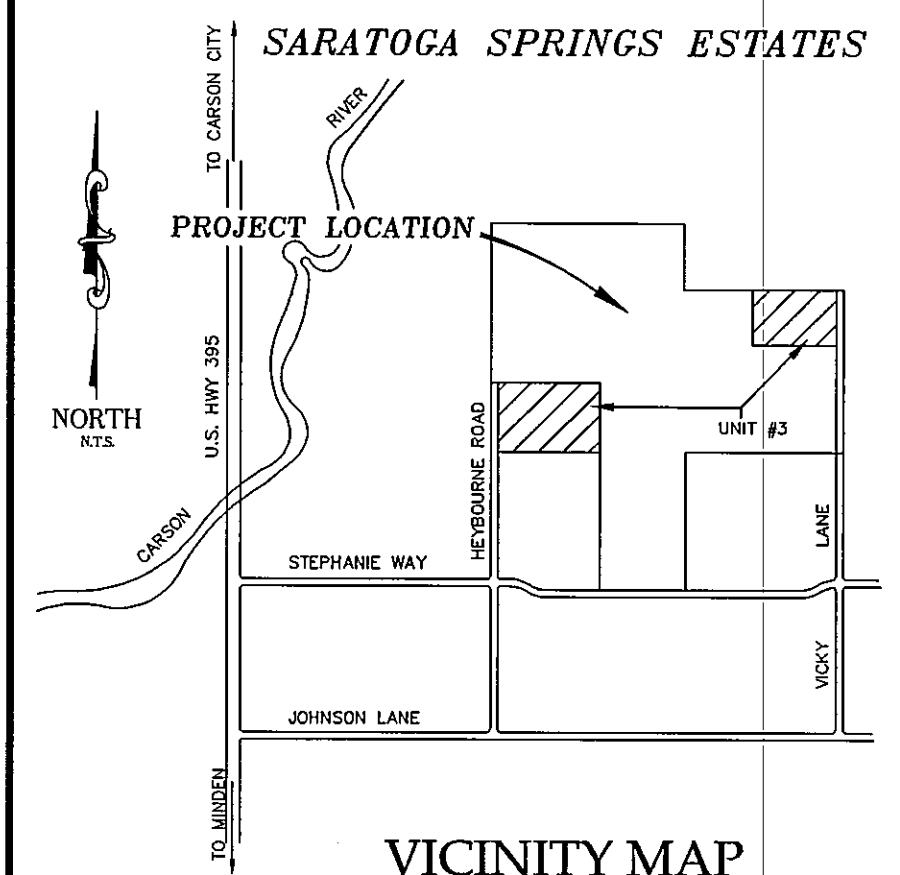 SARATOGA SPRINGS ESTATES
TO CARSON CITY
RIVER
PROJECT LOCATION
NORTH
N.T.S.
U.S. HWY 395
HEYBOURNE ROAD
UNIT #3
CARSON
STEPHANIE WAY
LANE
VICKY
JOHNSON LANE
TO MINDEN
VICINITY MAP